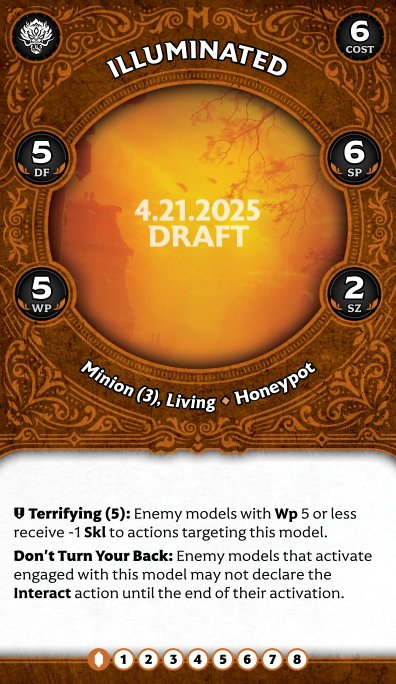 6
COST
ILLUMINATED
5
DF
6
SP
4.21.2025
DRAFT
5
WP
2
SZ
Minion (3), Living ◆ Honeypot
Terrifying (5): Enemy models with Wp 5 or less
receive -1 Skl to actions targeting this model.
Don't Turn Your Back: Enemy models that activate
engaged with this model may not declare the
Interact action until the end of their activation.
1 2 3 4 5 6 7 8